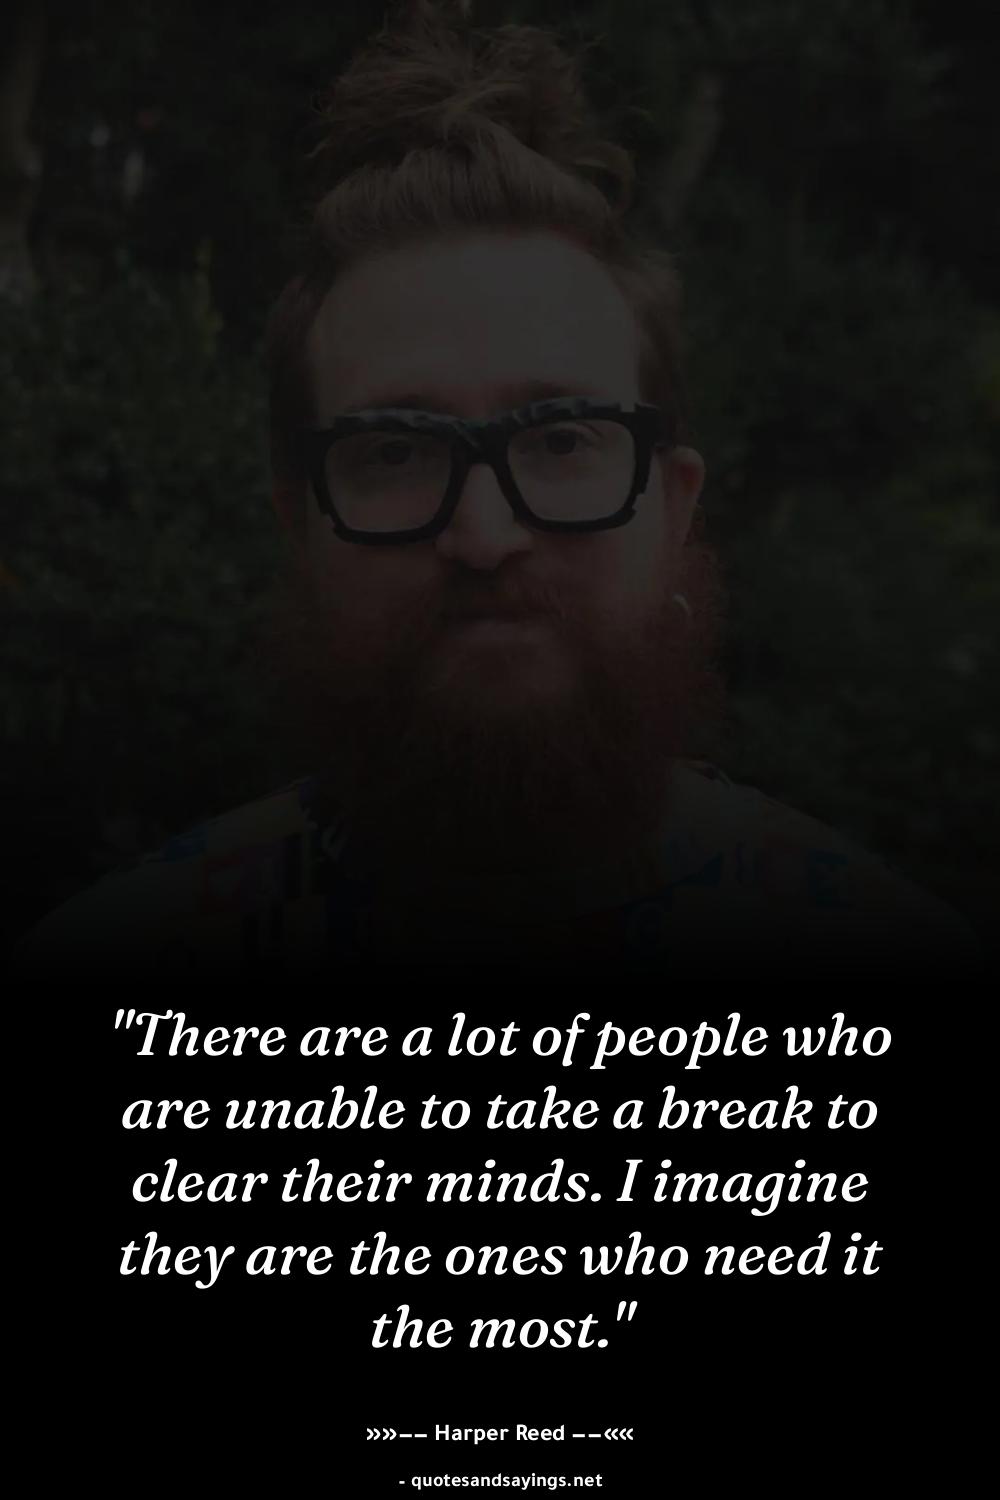 "There are a lot of people who
are unable to take a break to
clear their minds. I imagine
they are the ones who need it
the most."
»»−− Harper Reed −−««
- quotesandsayings.net